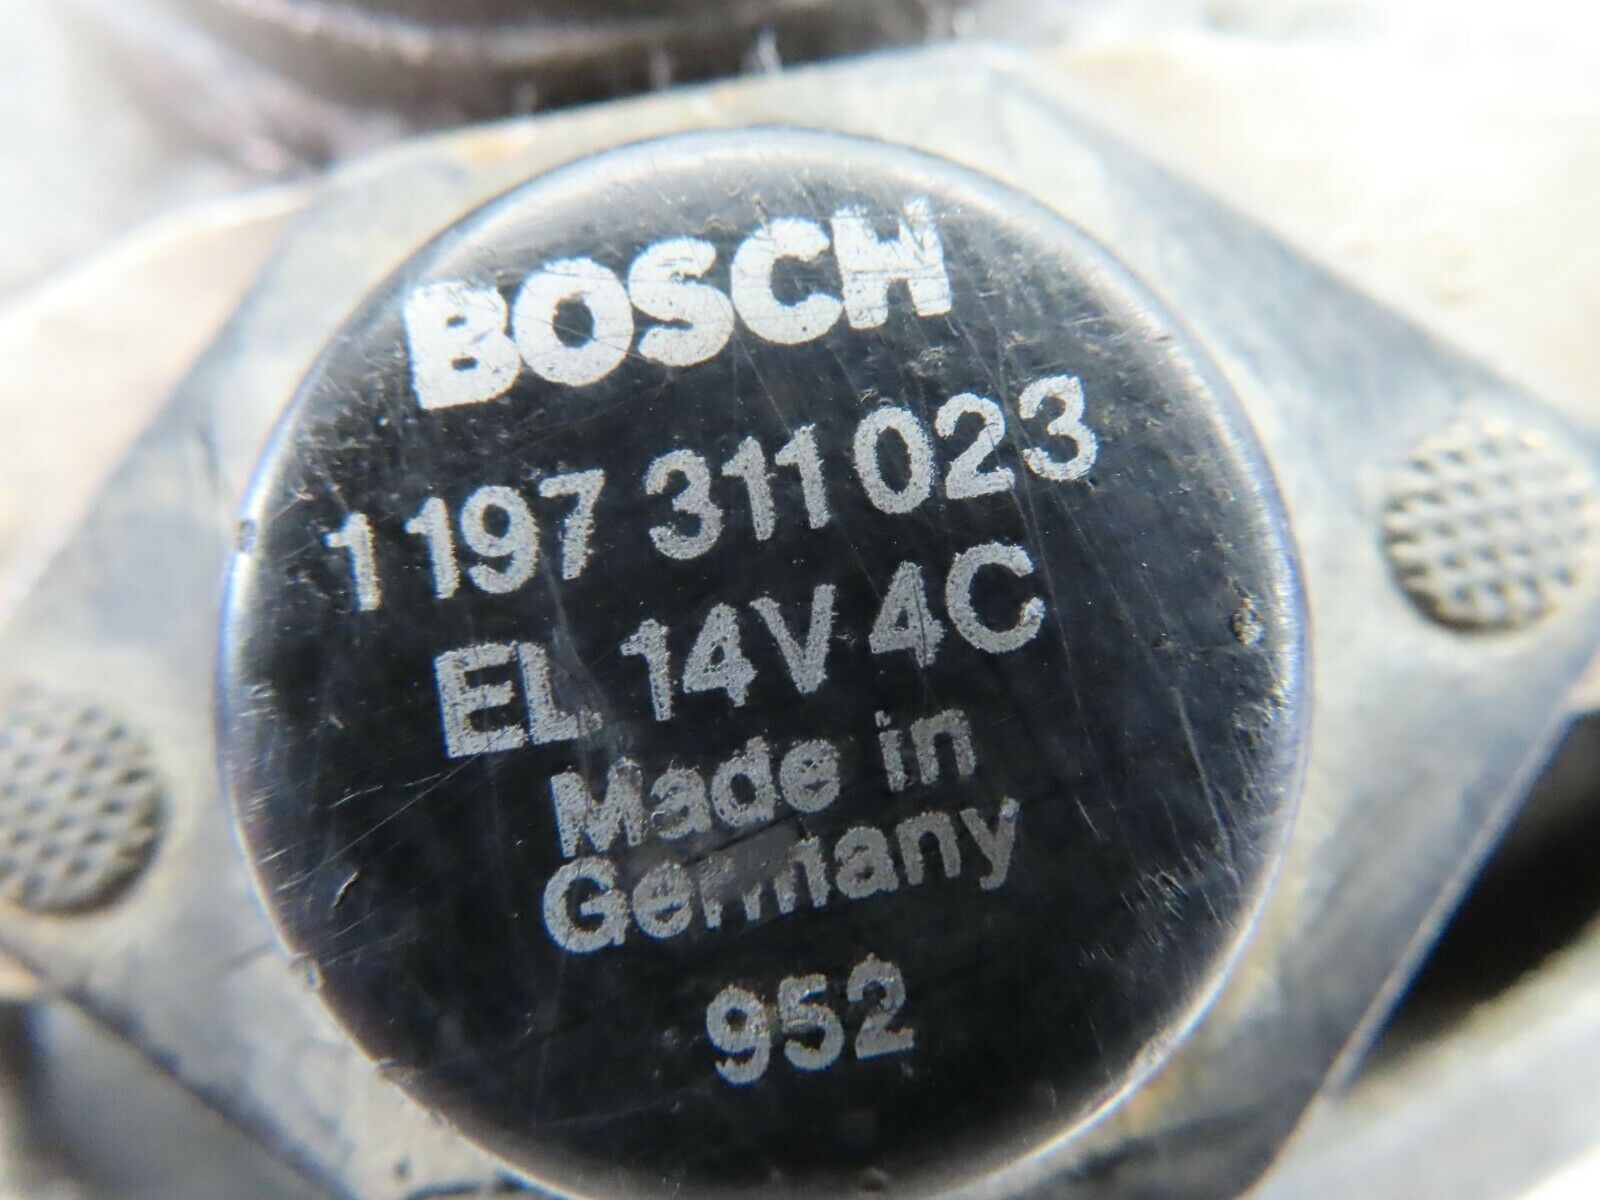 BOSCH
1 197 311 023
EL 14V 4C
Made in
Germany
952